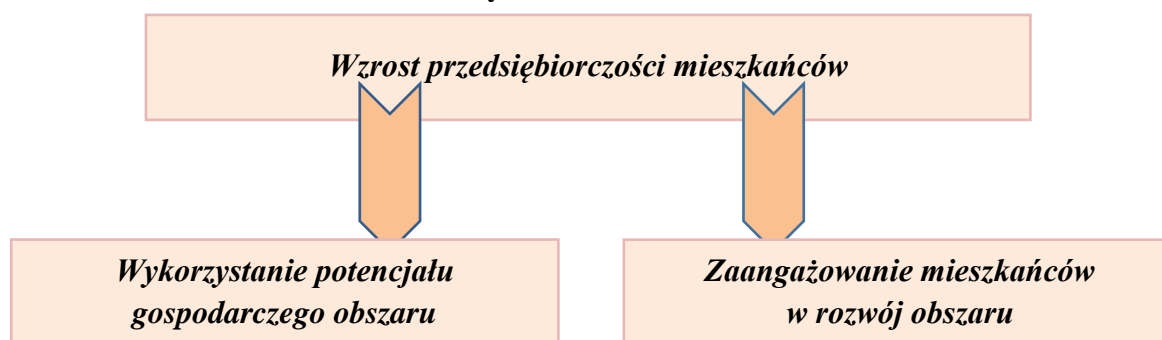 Wzrost przedsiębiorczości mieszkańców
Wykorzystanie potencjału
gospodarczego obszaru
Zaangażowanie mieszkańców
w rozwój obszaru